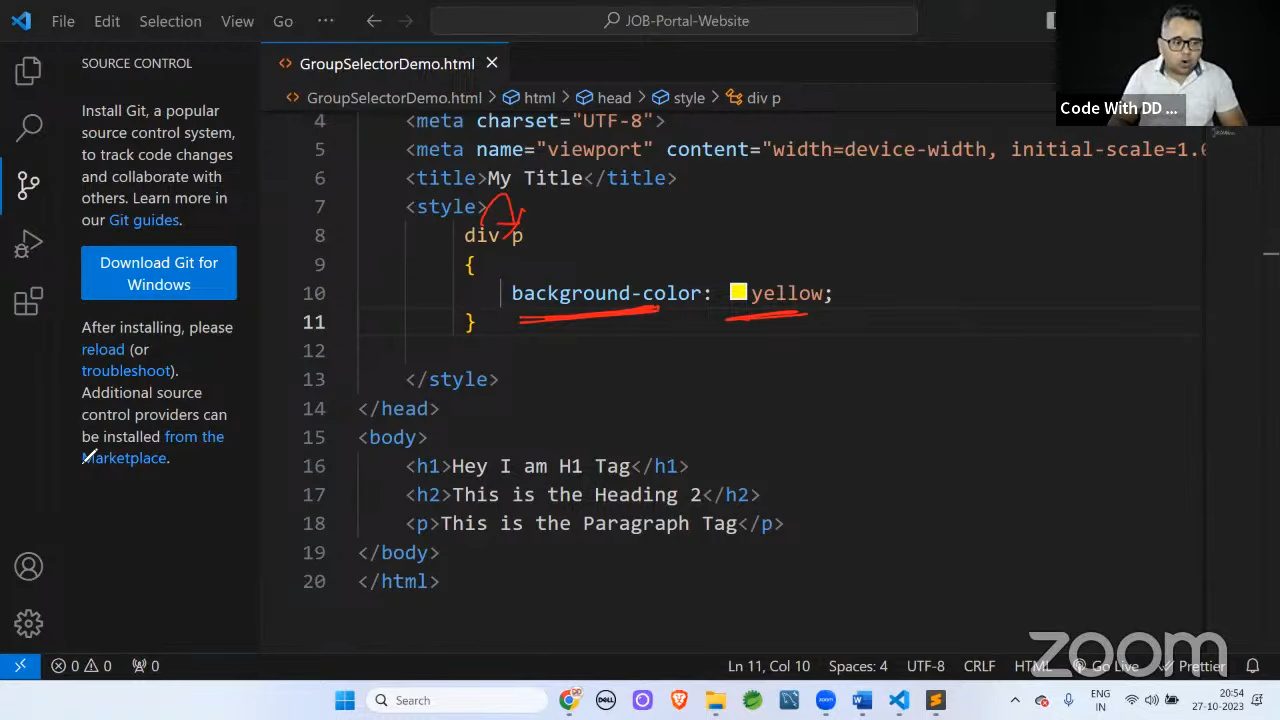 File Edit Selection View Go ··· JOB-Portal-Website
SOURCE CONTROL
Install Git, a popular
source control system,
to track code changes
and collaborate with
others. Learn more in
our Git guides.
Download Git for
Windows
After installing, please
reload (or
troubleshoot).
Additional source
control providers can
be installed from the
Marketplace.
GroupSelectorDemo.html
GroupSelectorDemo.html > html > head > style > div p
4 <meta charset="UTF-8">
5 <meta name="viewport" content="width=device-width, initial-scale=1.0
6 <title>My Title</title>
7 <style>
8 div p
9 {
10 background-color: yellow;
11 }
12
13 </style>
14 </head>
15 <body>
16 <h1>Hey I am H1 Tag</h1>
17 <h2>This is the Heading 2</h2>
18 <p>This is the Paragraph Tag</p>
19 </body>
20 </html>
Code With DD ...
zoom
0 0 0 Ln 11, Col 10 Spaces: 4 UTF-8 CRLF HTML Go Live Prettier
Search DELL zoom ENG
IN 20:54
27-10-2023